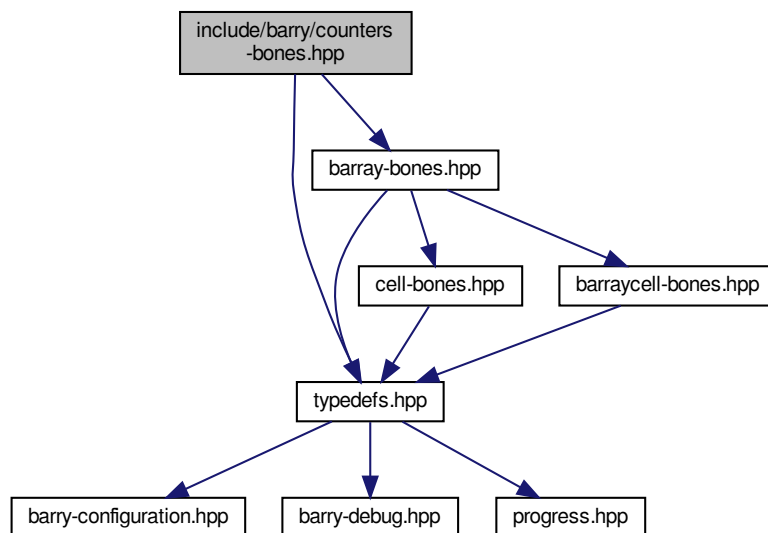 include/barry/counters
-bones.hpp
barray-bones.hpp
cell-bones.hpp
barraycell-bones.hpp
typedefs.hpp
barry-configuration.hpp
barry-debug.hpp
progress.hpp